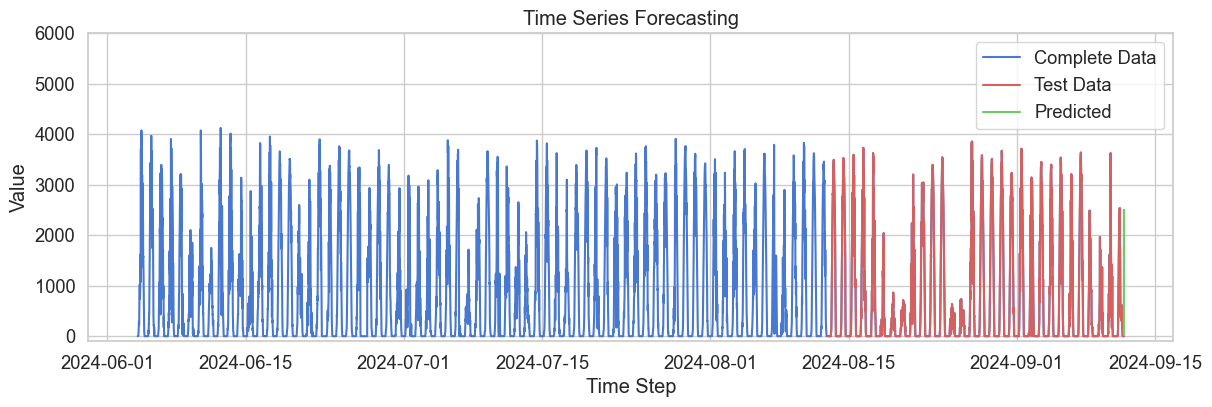 Time Series Forecasting
6000
5000
4000
3000
2000
1000
0
Value
Complete Data
Test Data
Predicted
2024-06-01 2024-06-15 2024-07-01 2024-07-15 2024-08-01 2024-08-15 2024-09-01 2024-09-15
Time Step